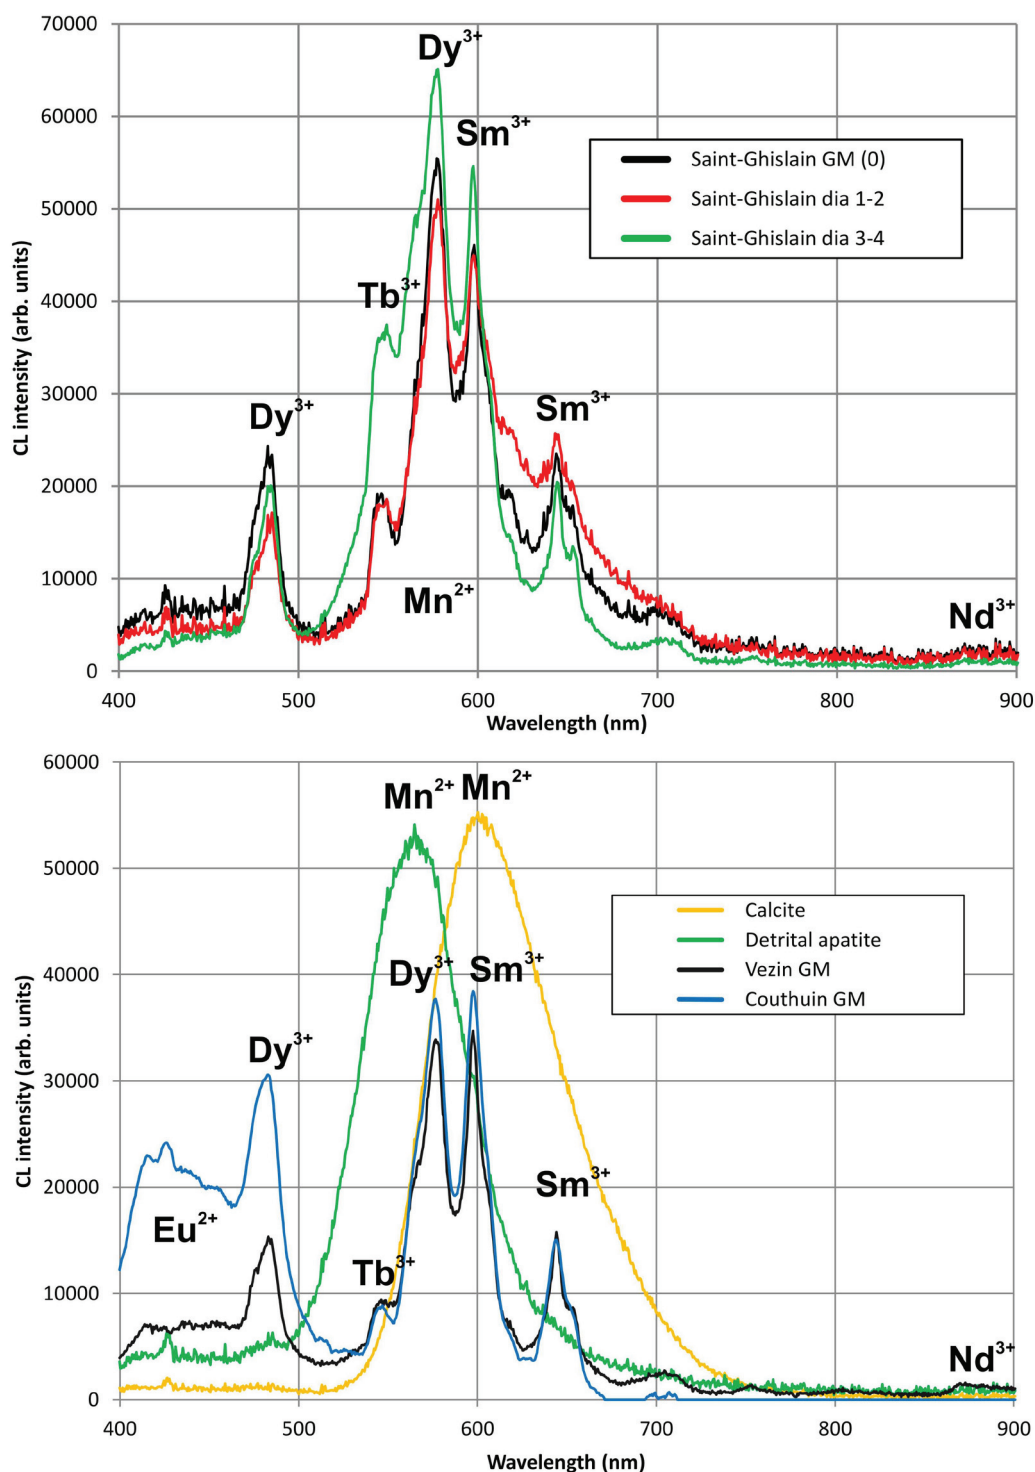 70000
60000
50000
40000
30000
20000
10000
0
CL intensity (arb. units)
Dy3+
Sm3+
Tb3+
Dy3+
Sm3+
Mn2+
Nd3+
Saint-Ghislain GM (0)
Saint-Ghislain dia 1-2
Saint-Ghislain dia 3-4
400 500 600 700 800 900
Wavelength (nm)
60000
50000
40000
30000
20000
10000
0
CL intensity (arb. units)
Mn2+ Mn2+
Dy3+
Sm3+
Dy3+
Sm3+
Eu2+
Tb3+
Nd3+
Calcite
Detrital apatite
Vezin GM
Couthuin GM
400 500 600 700 800 900
Wavelength (nm)